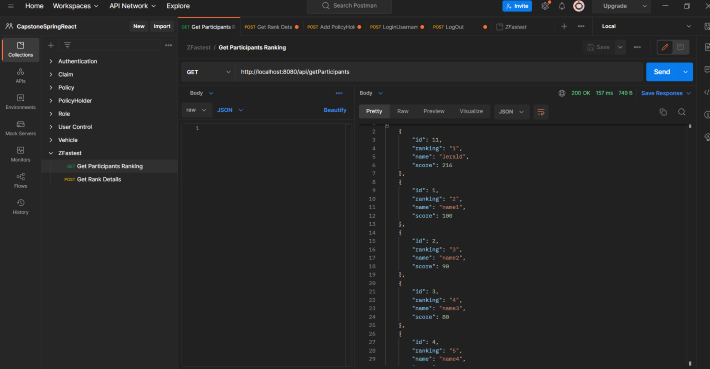 Home Workspaces API Network Explore Search Postman Invite Upgrade
CapstoneSpringReact New Import GET Get Participants POST Get Rank Deta POST Add PolicyHol POST LoginUsernam POST LogOut ZFastest Local
Collections
APIs
Environments
Mock Servers
Monitors
Flows
History
Authentication
Claim
Policy
PolicyHolder
Role
User Control
Vehicle
ZFastest
GET Get Participants Ranking
POST Get Rank Details
ZFastest / Get Participants Ranking Save
GET http://localhost:8080/api/getParticipants Send
Body
raw JSON Beautify
1
Body 200 OK 157 ms 749 B Save Response
Pretty Raw Preview Visualize JSON
2 {
3 "id": 11,
4 "ranking": "1",
5 "name": "lerald",
6 "score": 216
7 },
8 {
9 "id": 1,
10 "ranking": "2",
11 "name": "name1",
12 "score": 100
13 },
14 {
15 "id": 2,
16 "ranking": "3",
17 "name": "name2",
18 "score": 90
19 },
20 {
21 "id": 3,
22 "ranking": "4",
23 "name": "name3",
24 "score": 80
25 },
26 {
27 "id": 4,
28 "ranking": "5",
29 "name": "name4",